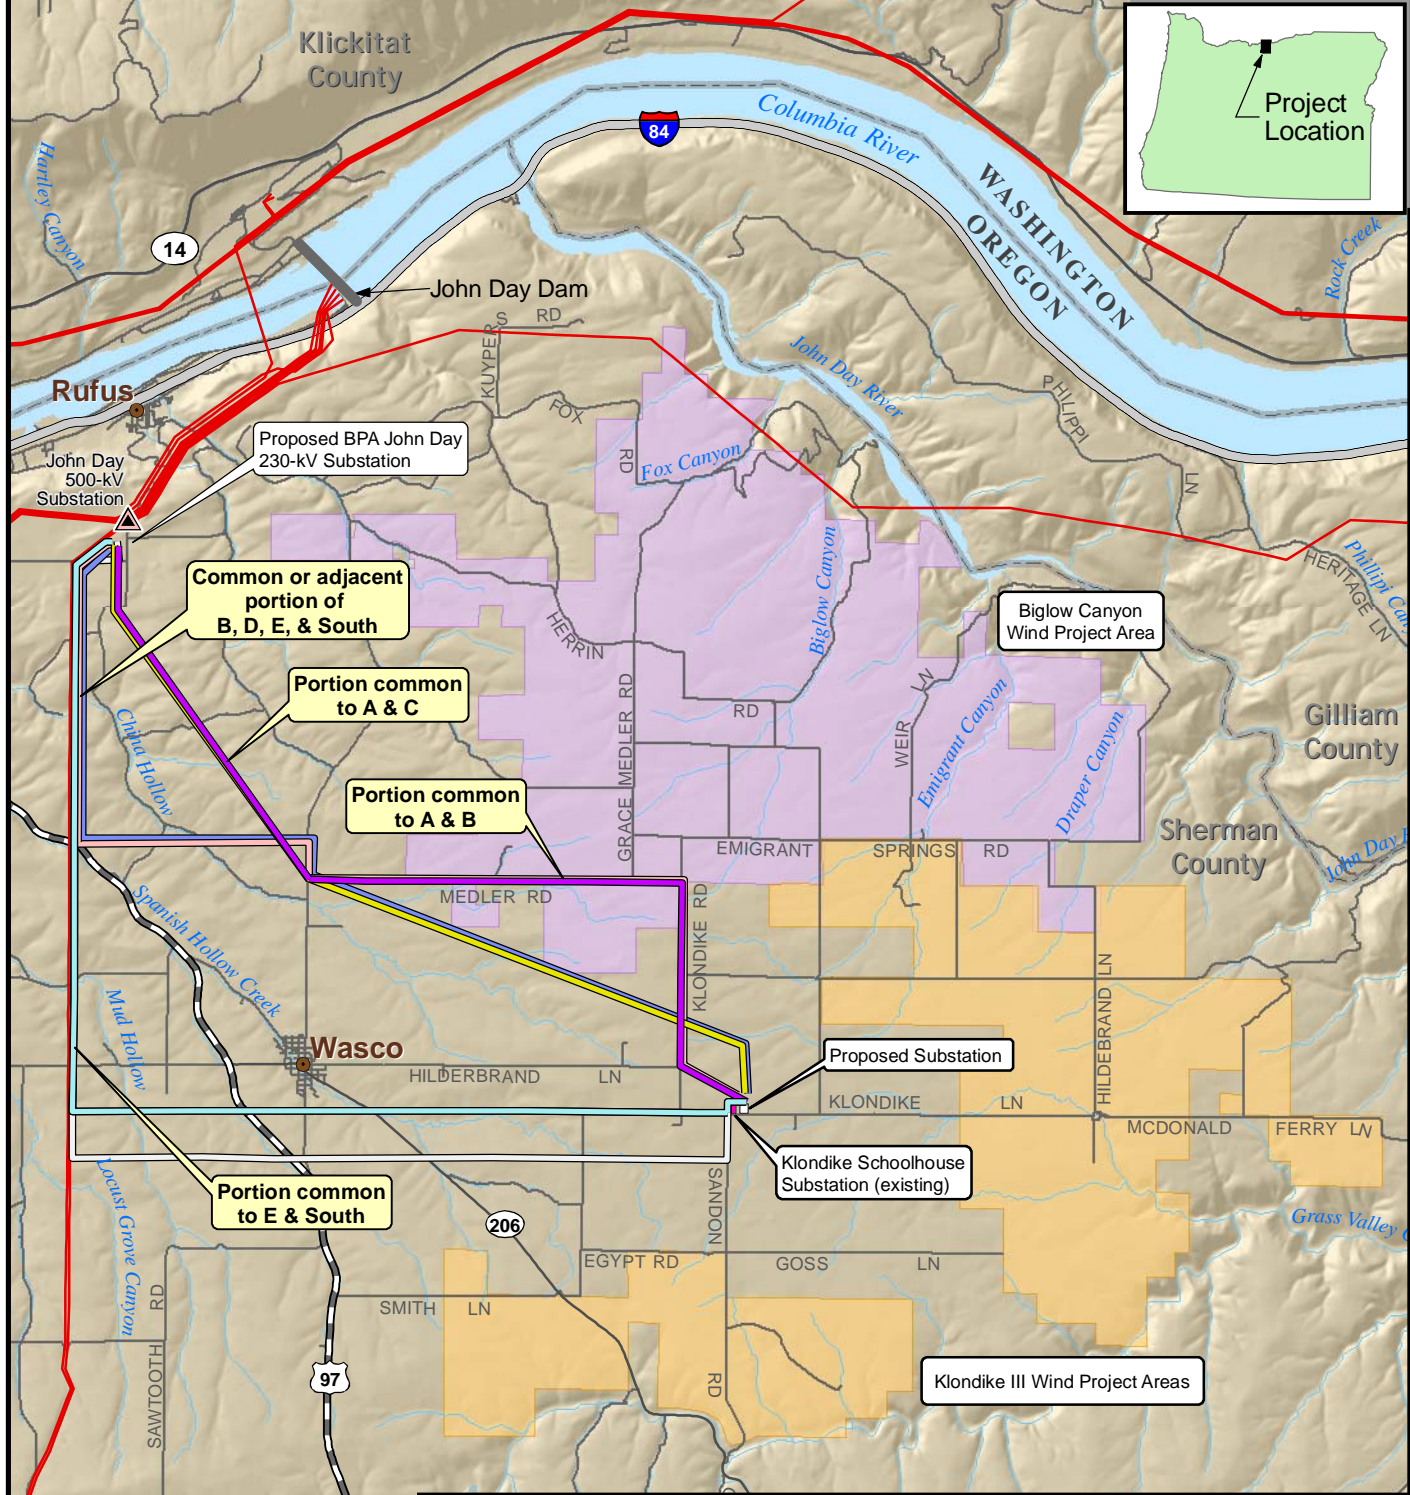 Klickitat
County
Project
Location
84
Columbia River
WASHINGTON
OREGON
Hartley Canyon
14
Rock Creek
John Day Dam
KUYPERS RD
John Day River
PHILIPPI
LN
Rufus
FOX
RD
Fox Canyon
Proposed BPA John Day
230-kV Substation
John Day
500-kV
Substation
Biglow Canyon
HERITAGE LN
Common or adjacent
portion of
B, D, E, & South
HERRIN
RD
Biglow Canyon
Wind Project Area
Portion common
to A & C
China Hollow
GRACE MEDLER RD
WEIR
LN
Emigrant Canyon
Draper Canyon
Gilliam
County
Portion common
to A & B
EMIGRANT
SPRINGS
RD
Sherman
County
MEDLER RD
Spanish Hollow Creek
KLONDIKE RD
HILDEBRAND LN
Mud Hollow
Wasco
HILDERBRAND
LN
Proposed Substation
KLONDIKE
LN
MCDONALD
FERRY LN
Klondike Schoolhouse
Substation (existing)
Locust Grove Canyon
Portion common
to E & South
206
SANDON
RD
Grass Valley
EGYPT RD
GOSS
LN
SMITH
LN
SAWTOOTH
RD
97
Klondike III Wind Project Areas